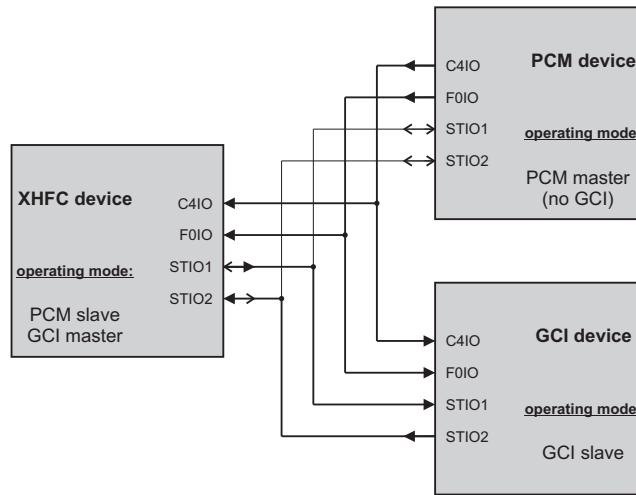 PCM device
C4IO
F0IO
STIO1
STIO2
operating mode
PCM master
(no GCI)
XHFC device
C4IO
F0IO
STIO1
STIO2
operating mode:
PCM slave
GCI master
GCI device
C4IO
F0IO
STIO1
STIO2
operating mode
GCI slave